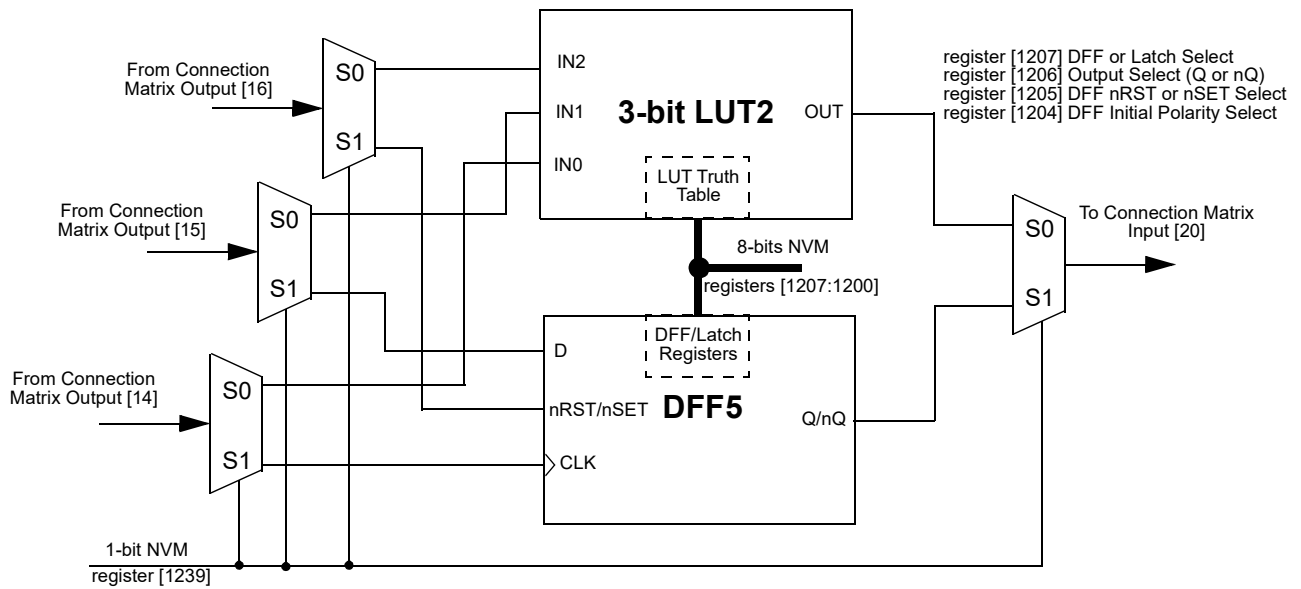 From Connection
Matrix Output [16]
S0
S1
IN2
IN1
IN0
3-bit LUT2
OUT
LUT Truth
Table
register [1207] DFF or Latch Select
register [1206] Output Select (Q or nQ)
register [1205] DFF nRST or nSET Select
register [1204] DFF Initial Polarity Select
From Connection
Matrix Output [15]
S0
S1
8-bits NVM
registers [1207:1200]
S0
S1
To Connection Matrix
Input [20]
From Connection
Matrix Output [14]
S0
S1
DFF/Latch
Registers
D
nRST/nSET
DFF5
Q/nQ
CLK
1-bit NVM
register [1239]